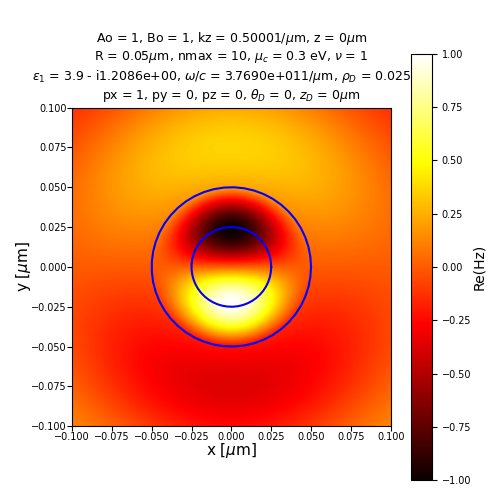 Ao = 1, Bo = 1, kz = 0.50001/μm, z = 0μm
R = 0.05μm, nmax = 10, μc = 0.3 eV, ν = 1
ε1 = 3.9 - i1.2086e+00, ω/c = 3.7690e+011/μm, ρD = 0.025
px = 1, py = 0, pz = 0, θD = 0, zD = 0μm
1.00
0.75
0.50
0.25
0.00
−0.25
−0.50
−0.75
−1.00
Re(Hz)
0.100
0.075
0.050
0.025
0.000
−0.025
−0.050
−0.075
−0.100
y [μm]
−0.100 −0.075 −0.050 −0.025 0.000 0.025 0.050 0.075 0.100
x [μm]